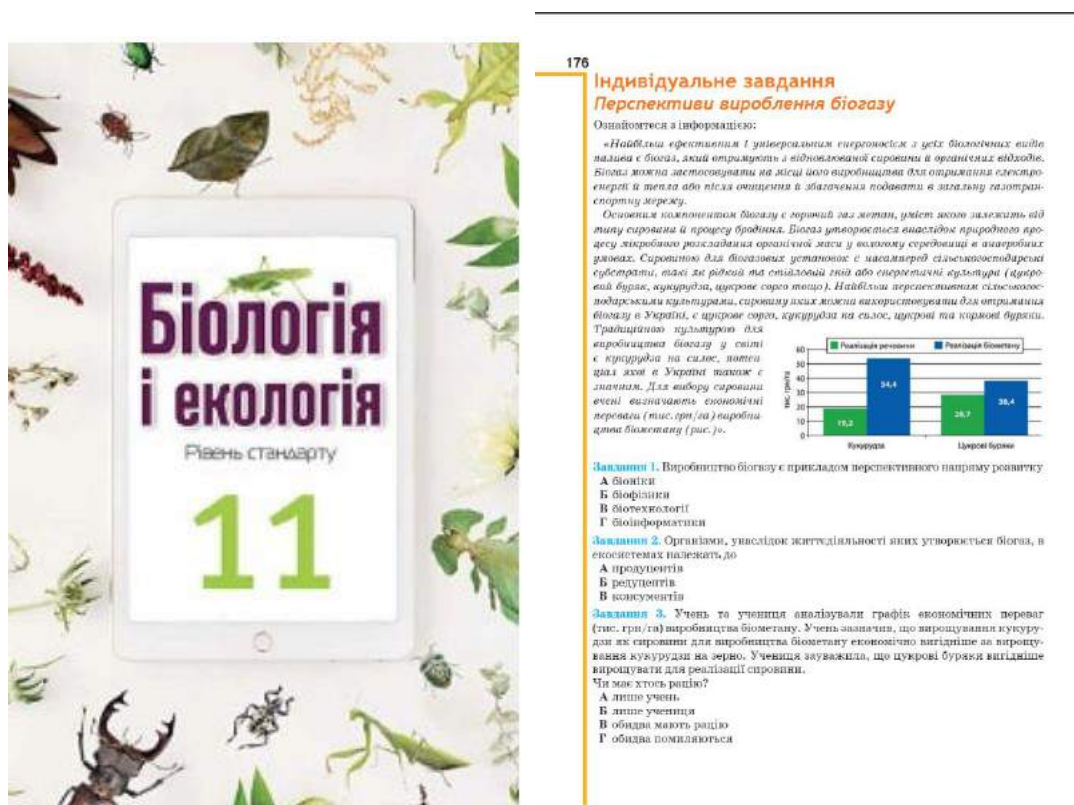 Біологія
і екологія
Рівень стандарту
11
176
Індивідуальне завдання
Перспективи вироблення біогазу
Ознайомтеся з інформацією:
«Найбільш ефективним і універсальним енергоносієм з усіх біологічних видів
палива є біогаз, який отримують з відновлюваної сировини й органічних відходів.
Біогаз можна застосовувати на місці його виробництва для отримання електро-
енергії й тепла або після очищення й збагачення подавати в загальну газотран-
спортну мережу.
Основним компонентом біогазу є горючий газ метан, уміст якого залежить від
типу сировини й процесу бродіння. Біогаз утворюється внаслідок природного про-
цесу мікробного розкладання органічної маси у вологому середовищі в анаеробних
умовах. Сировиною для біогазових установок є насамперед сільськогосподарські
субстрати, такі як рідкий та стійловий гній або енергетичні культури (цукро-
вий буряк, кукурудза, цукрове сорго тощо). Найбільш перспективним сільськогос-
подарськими культурами, сировину яких можна використовувати для отримання
біогазу в Україні, є цукрове сорго, кукурудза на силос, цукрові та кормові буряки.
Традиційною культурою для
виробництва біогазу у світі
є кукурудза на силос, потен
ціал якої в Україні також є
значним. Для вибору сировини
вчені визначають економічні
переваги (тис.грн/га) виробни-
цтва біометану (рис.)».
Реалізація речовини Реалізація біометану
тис. грн/га
60
50
40
30
20
10
0
19,2
54,4
28,7
38,4
Кукурудза Цукрові буряки
Завдання 1. Виробництво біогазу є прикладом перспективного напряму розвитку
А біоніки
Б біофізики
В біотехнології
Г біоінформатики
Завдання 2. Організми, унаслідок життєдіяльності яких утворюється біогаз, в
екосистемах належать до
А продуцентів
Б редуцентів
В консументів
Завдання 3. Учень та учениця аналізували графік економічних переваг
(тис. грн/га) виробництва біометану. Учень зазначив, що вирощування кукуру-
дзи як сировини для виробництва біометану економічно вигідніше за вирощу-
вання кукурудзи на зерно. Учениця зауважила, що цукрові буряки вигідніше
вирощувати для реалізації сировини.
Чи має хтось рацію?
А лише учень
Б лише учениця
В обидва мають рацію
Г обидва помиляються